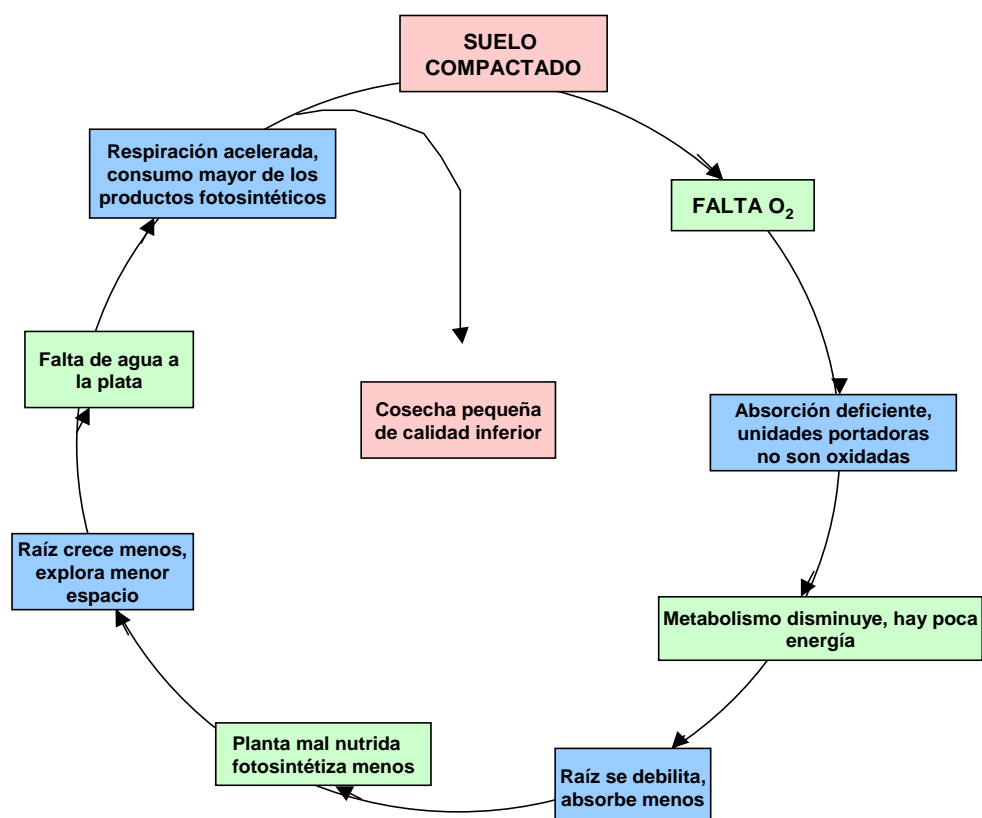 SUELO
COMPACTADO
FALTA O₂
Absorción deficiente,
unidades portadoras
no son oxidadas
Metabolismo disminuye, hay poca
energía
Raíz se debilita,
absorbe menos
Planta mal nutrida
fotosintétiza menos
Raíz crece menos,
explora menor
espacio
Falta de agua a
la plata
Respiración acelerada,
consumo mayor de los
productos fotosintéticos
Cosecha pequeña
de calidad inferior